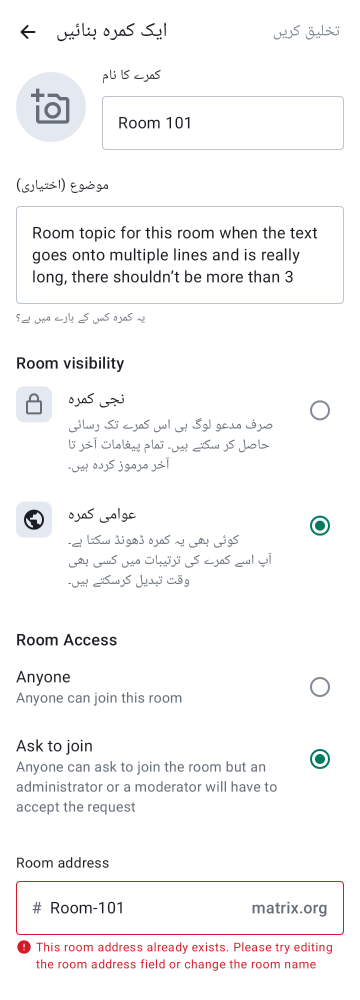 ایک کمرہ بنائیں
تخلیق کریں
کمرے کا نام
Room 101
موضوع (اختیاری)
Room topic for this room when the text
goes onto multiple lines and is really
long, there shouldn’t be more than 3
یہ کمرہ کس کے بارے میں ہے؟
Room visibility
نجی کمرہ
صرف مدعو لوگ ہی اس کمرے تک رسائی
حاصل کر سکتے ہیں۔ تمام پیغامات آخر تا
آخر مرموز کردہ ہیں۔
عوامی کمرہ
کوئی بھی یہ کمرہ ڈھونڈ سکتا ہے۔
آپ اسے کمرے کی ترتیبات میں کسی بھی
وقت تبدیل کرسکتے ہیں۔
Room Access
Anyone
Anyone can join this room
Ask to join
Anyone can ask to join the room but an
administrator or a moderator will have to
accept the request
Room address
# Room-101 matrix.org
This room address already exists. Please try editing
the room address field or change the room name